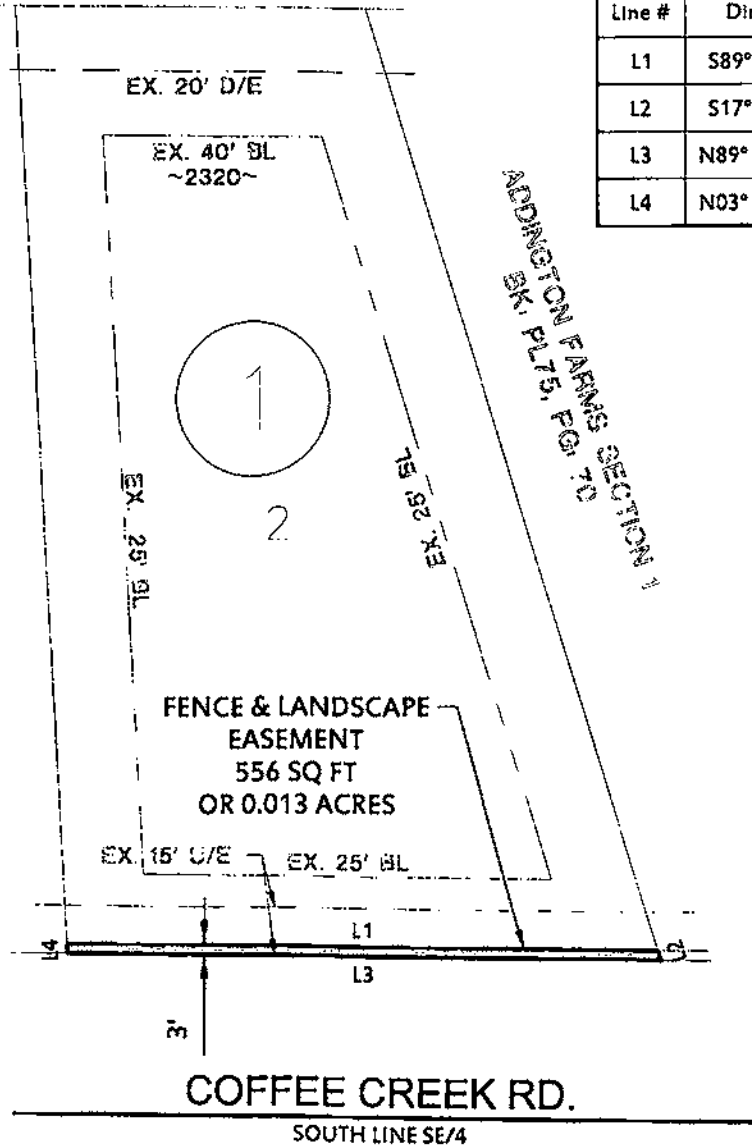 Line #
L1 S89°
L2 S17°
L3 N89°
L4 N03°
EX. 20' D/E
EX. 40' BL
~2320~
ADDINGTON FARMS SECTION 1
BK: PL75, PG: 70
1
2
EX. 25' BL
EX. 25' BL
FENCE & LANDSCAPE
EASEMENT
556 SQ FT
OR 0.013 ACRES
EX. 15' U/E
EX. 25' BL
L1
L4
L2
L3
3'
COFFEE CREEK RD.
SOUTH LINE SE/4